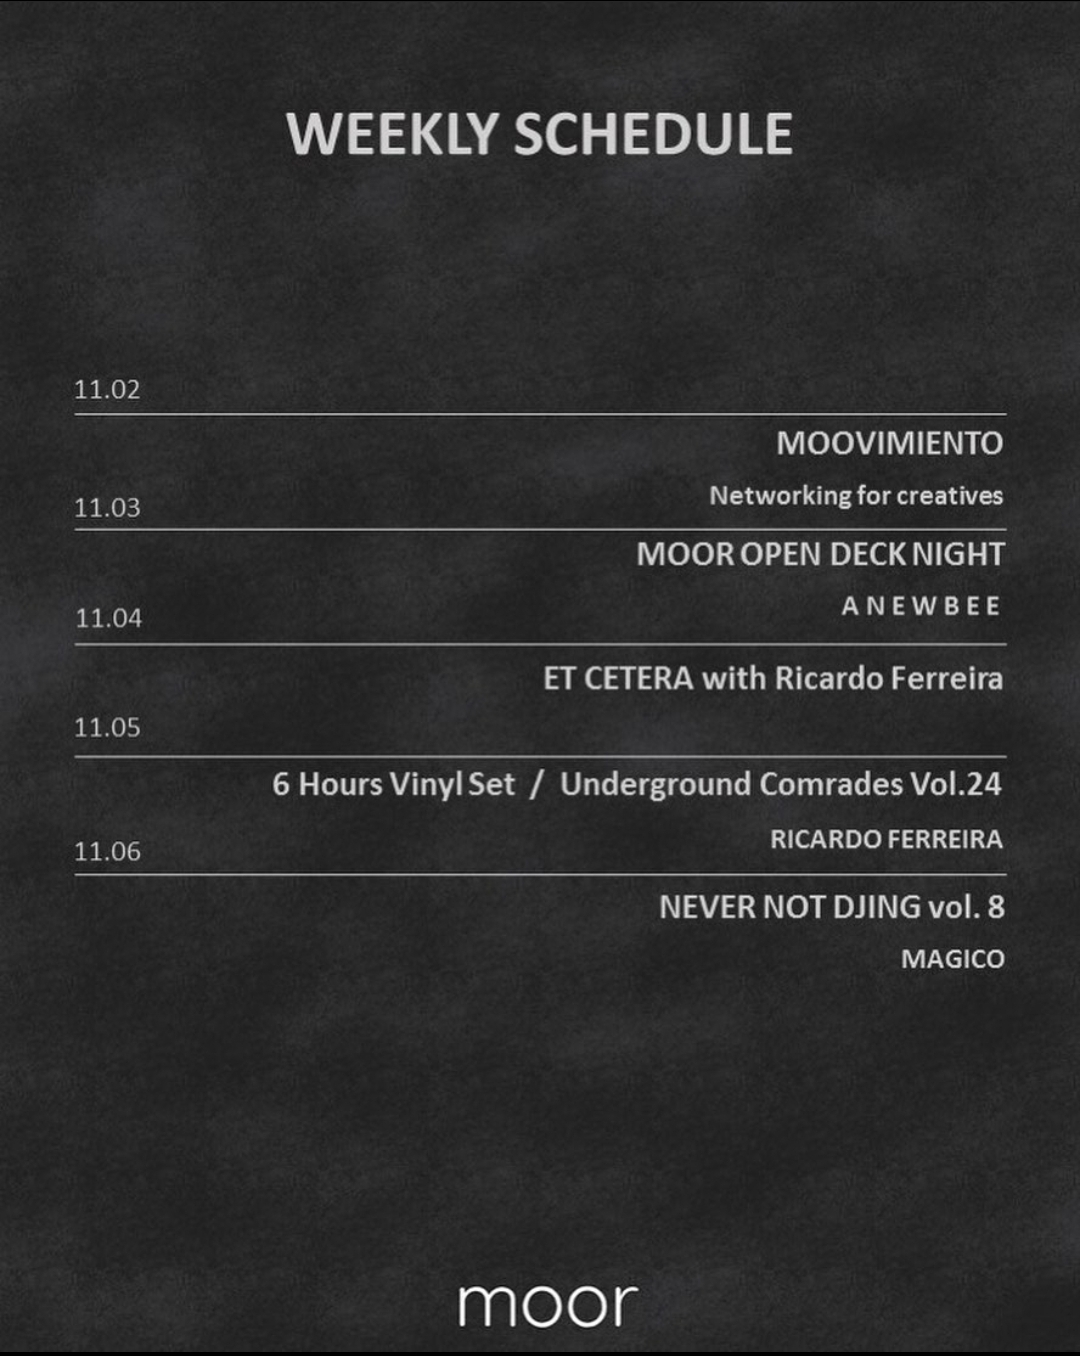 WEEKLY SCHEDULE
11.02
MOOVIMIENTO
Networking for creatives
11.03
MOOR OPEN DECK NIGHT
A N E W B E E
11.04
ET CETERA with Ricardo Ferreira
11.05
6 Hours Vinyl Set / Underground Comrades Vol.24
RICARDO FERREIRA
11.06
NEVER NOT DJING vol. 8
MAGICO
moor